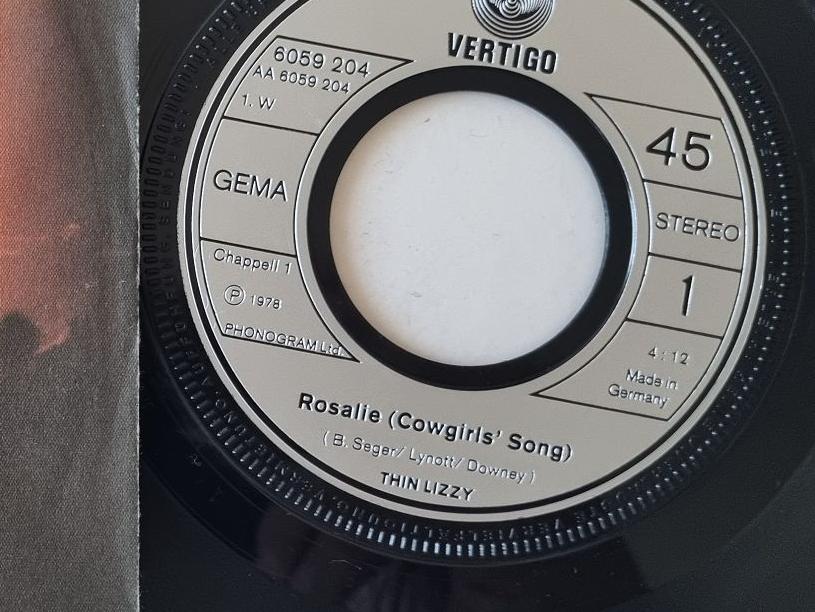 VERTIGO
6059 204
AA 6059 204
1. W
GEMA
Chappell 1
Ⓟ 1978
PHONOGRAM Ltd.
45
STEREO
1
4:12
Made in
Germany
Rosalie (Cowgirls' Song)
(B. Seger/Lynott/Downey)
THIN LIZZY